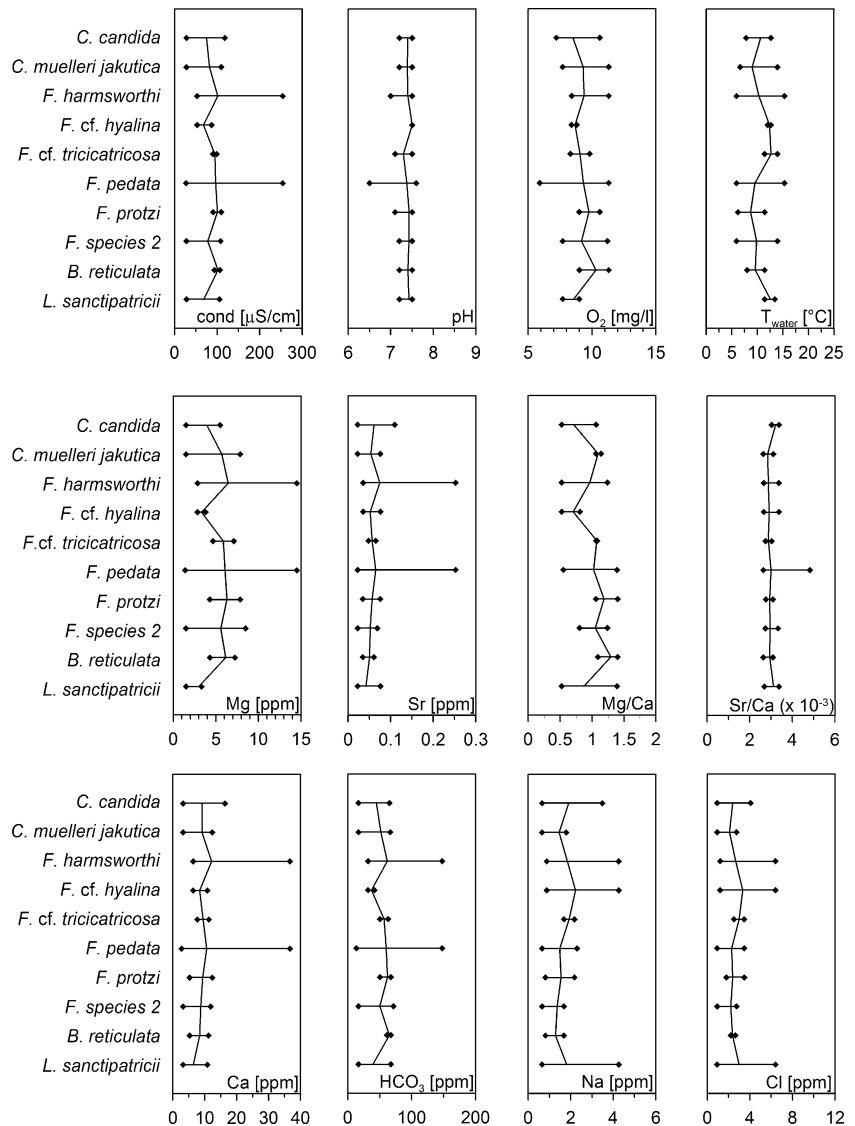 C. candida
C. muelleri jakutica
F. harmsworthi
F. cf. hyalina
F. cf. tricicatricosa
F. pedata
F. protzi
F. species 2
B. reticulata
L. sanctipatricii
cond [μS/cm] pH O2 [mg/l] Twater [°C]
0 100 200 300 6 7 8 9 5 10 15 0 5 10 15 20 25
C. candida
C. muelleri jakutica
F. harmsworthi
F. cf. hyalina
F.cf. tricicatricosa
F. pedata
F. protzi
F. species 2
B. reticulata
L. sanctipatricii
Mg [ppm] Sr [ppm] Mg/Ca Sr/Ca (x 10-3)
0 5 10 15 0 0.1 0.2 0.3 0 0.5 1 1.5 2 0 2 4 6
C. candida
C. muelleri jakutica
F. harmsworthi
F. cf. hyalina
F. cf. tricicatricosa
F. pedata
F. protzi
F. species 2
B. reticulata
L. sanctipatricii
Ca [ppm] HCO3 [ppm] Na [ppm] Cl [ppm]
0 10 20 30 40 0 100 200 0 2 4 6 0 4 8 12